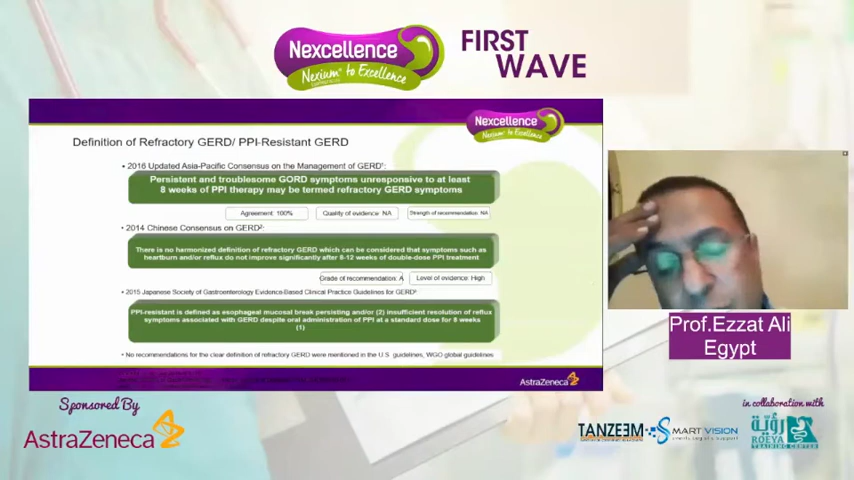 Nexcellence
Nexium® to Excellence
FIRST
WAVE
Nexcellence
Nexium® to Excellence
Definition of Refractory GERD/ PPI-Resistant GERD
• 2016 Updated Asia-Pacific Consensus on the Management of GERD¹:
Persistent and troublesome GORD symptoms unresponsive to at least
8 weeks of PPI therapy may be termed refractory GERD symptoms
Agreement: 100%
Quality of evidence: NA
Strength of recommendation: NA
• 2014 Chinese Consensus on GERD²:
There is no harmonized definition of refractory GERD which can be considered that symptoms such as
heartburn and/or reflux do not improve significantly after 8-12 weeks of double-dose PPI treatment
Grade of recommendation: A
Level of evidence: High
• 2015 Japanese Society of Gastroenterology Evidence-Based Clinical Practice Guidelines for GERD³
PPI-resistant is defined as esophageal mucosal break persisting and/or (2) insufficient resolution of reflux
symptoms associated with GERD despite oral administration of PPI at a standard dose for 8 weeks
(1)
• No recommendations for the clear definition of refractory GERD were mentioned in the U.S. guidelines, WGO global guidelines
AstraZeneca
Prof.Ezzat Ali
Egypt
Sponsored By
AstraZeneca
in collaboration with
TANZEEM
SMART VISION
رؤية
ROEYA
TRAINING CENTER